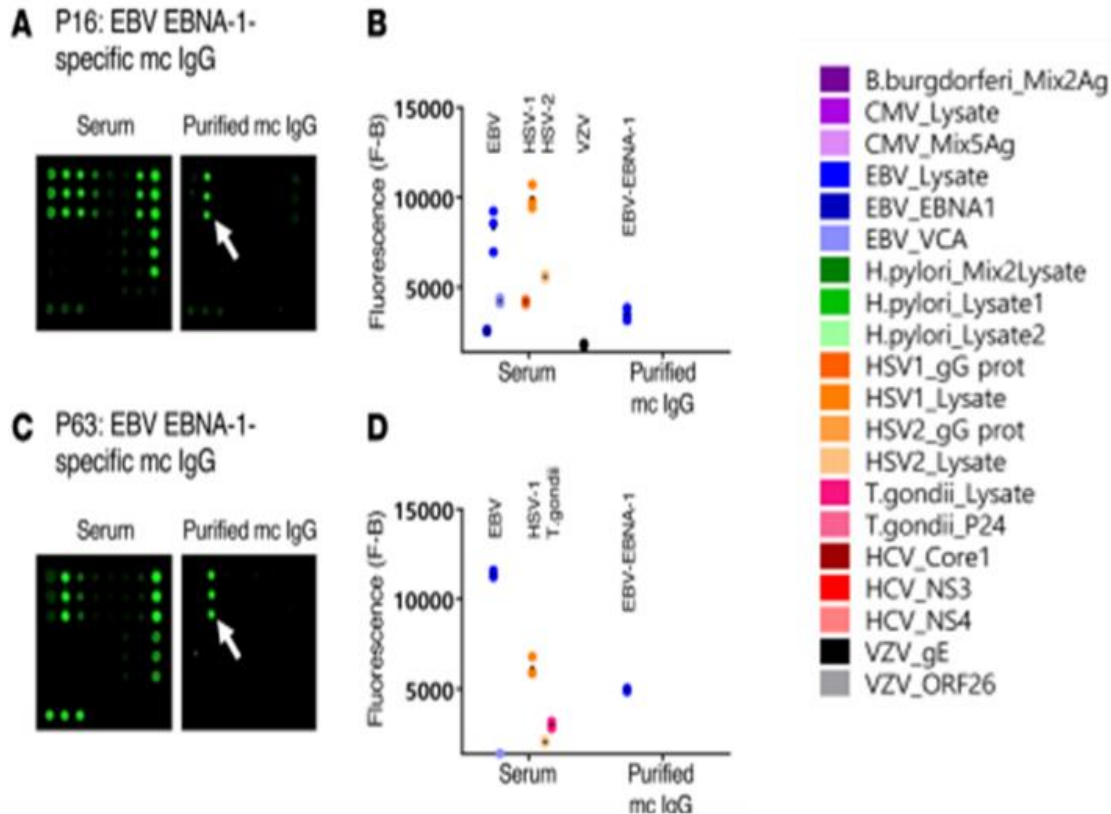 A P16: EBV EBNA-1-
specific mc IgG
Serum Purified mc IgG
B
Fluorescence (F-B)
15000
10000
5000
EBV
HSV-1
HSV-2
VZV
EBV-EBNA-1
Serum Purified
mc IgG
C P63: EBV EBNA-1-
specific mc IgG
Serum Purified mc IgG
D
Fluorescence (F-B)
15000
10000
5000
EBV
HSV-1
T.gondii
EBV-EBNA-1
Serum Purified
mc IgG
B.burgdorferi_Mix2Ag
CMV_Lysate
CMV_Mix5Ag
EBV_Lysate
EBV_EBNA1
EBV_VCA
H.pylori_Mix2Lysate
H.pylori_Lysate1
H.pylori_Lysate2
HSV1_gG prot
HSV1_Lysate
HSV2_gG prot
HSV2_Lysate
T.gondii_Lysate
T.gondii_P24
HCV_Core1
HCV_NS3
HCV_NS4
VZV_gE
VZV_ORF26